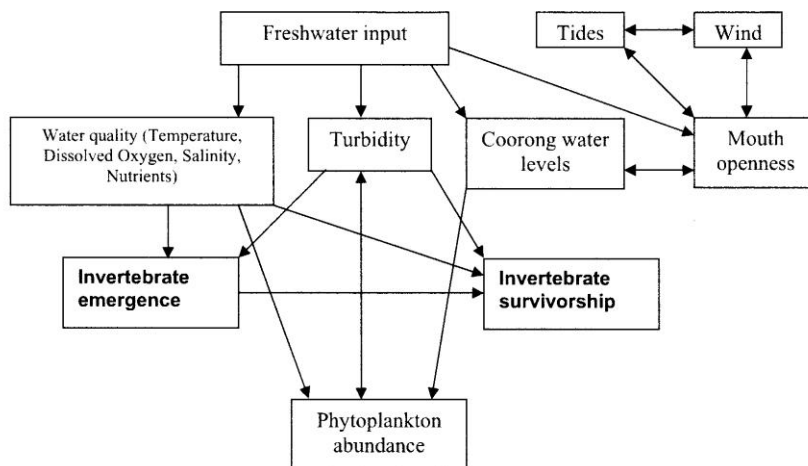 Freshwater input
Tides
Wind
Water quality (Temperature,
Dissolved Oxygen, Salinity,
Nutrients)
Turbidity
Coorong water
levels
Mouth
openness
Invertebrate
emergence
Invertebrate
survivorship
Phytoplankton
abundance